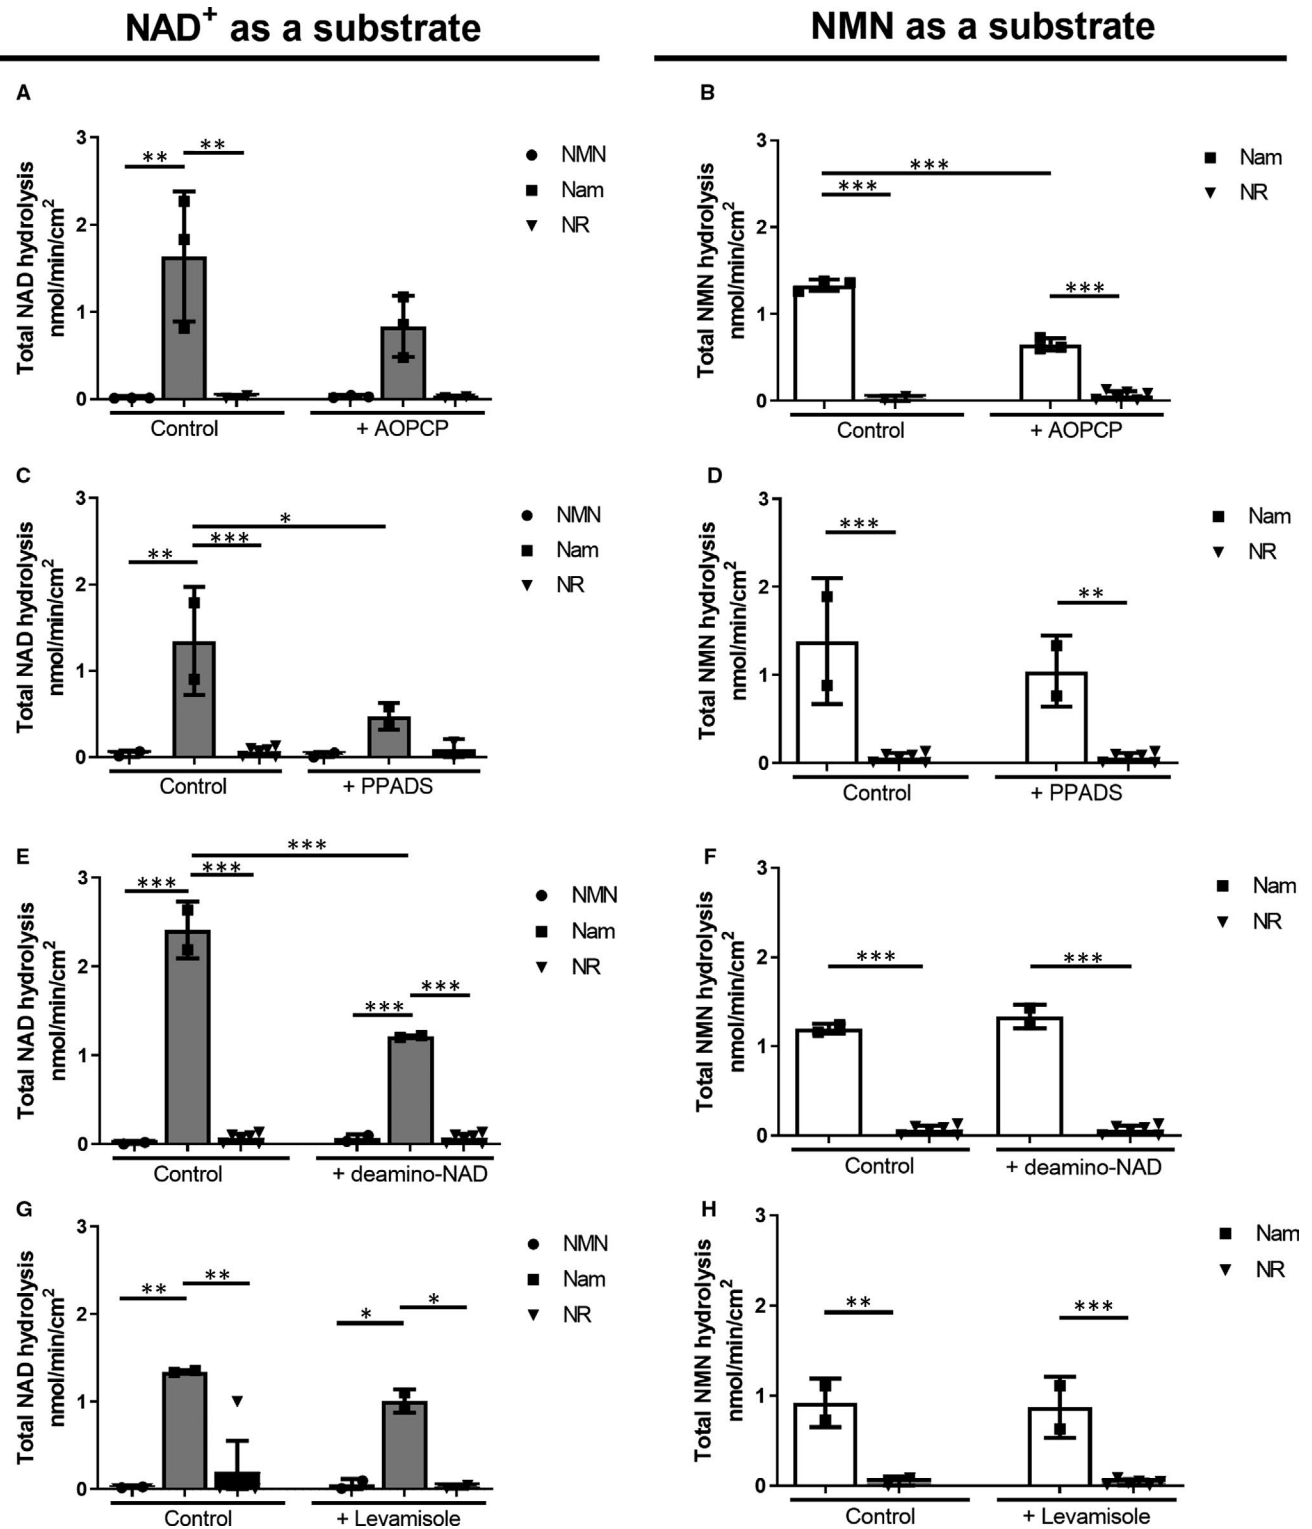 NAD+ as a substrate
NMN as a substrate
A
Total NAD hydrolysis
nmol/min/cm2
3
2
1
0
**
**
NMN
Nam
NR
Control
+ AOPCP
B
Total NMN hydrolysis
nmol/min/cm2
3
2
1
0
***
***
***
Nam
NR
Control
+ AOPCP
C
Total NAD hydrolysis
nmol/min/cm2
3
2
1
0
*
***
**
NMN
Nam
NR
Control
+ PPADS
D
Total NMN hydrolysis
nmol/min/cm2
3
2
1
0
***
**
Nam
NR
Control
+ PPADS
E
Total NAD hydrolysis
nmol/min/cm2
3
2
1
0
***
***
***
***
***
NMN
Nam
NR
Control
+ deamino-NAD
F
Total NMN hydrolysis
nmol/min/cm2
3
2
1
0
***
***
Nam
NR
Control
+ deamino-NAD
G
Total NAD hydrolysis
nmol/min/cm2
3
2
1
0
**
**
*
*
NMN
Nam
NR
Control
+ Levamisole
H
Total NMN hydrolysis
nmol/min/cm2
3
2
1
0
**
***
Nam
NR
Control
+ Levamisole